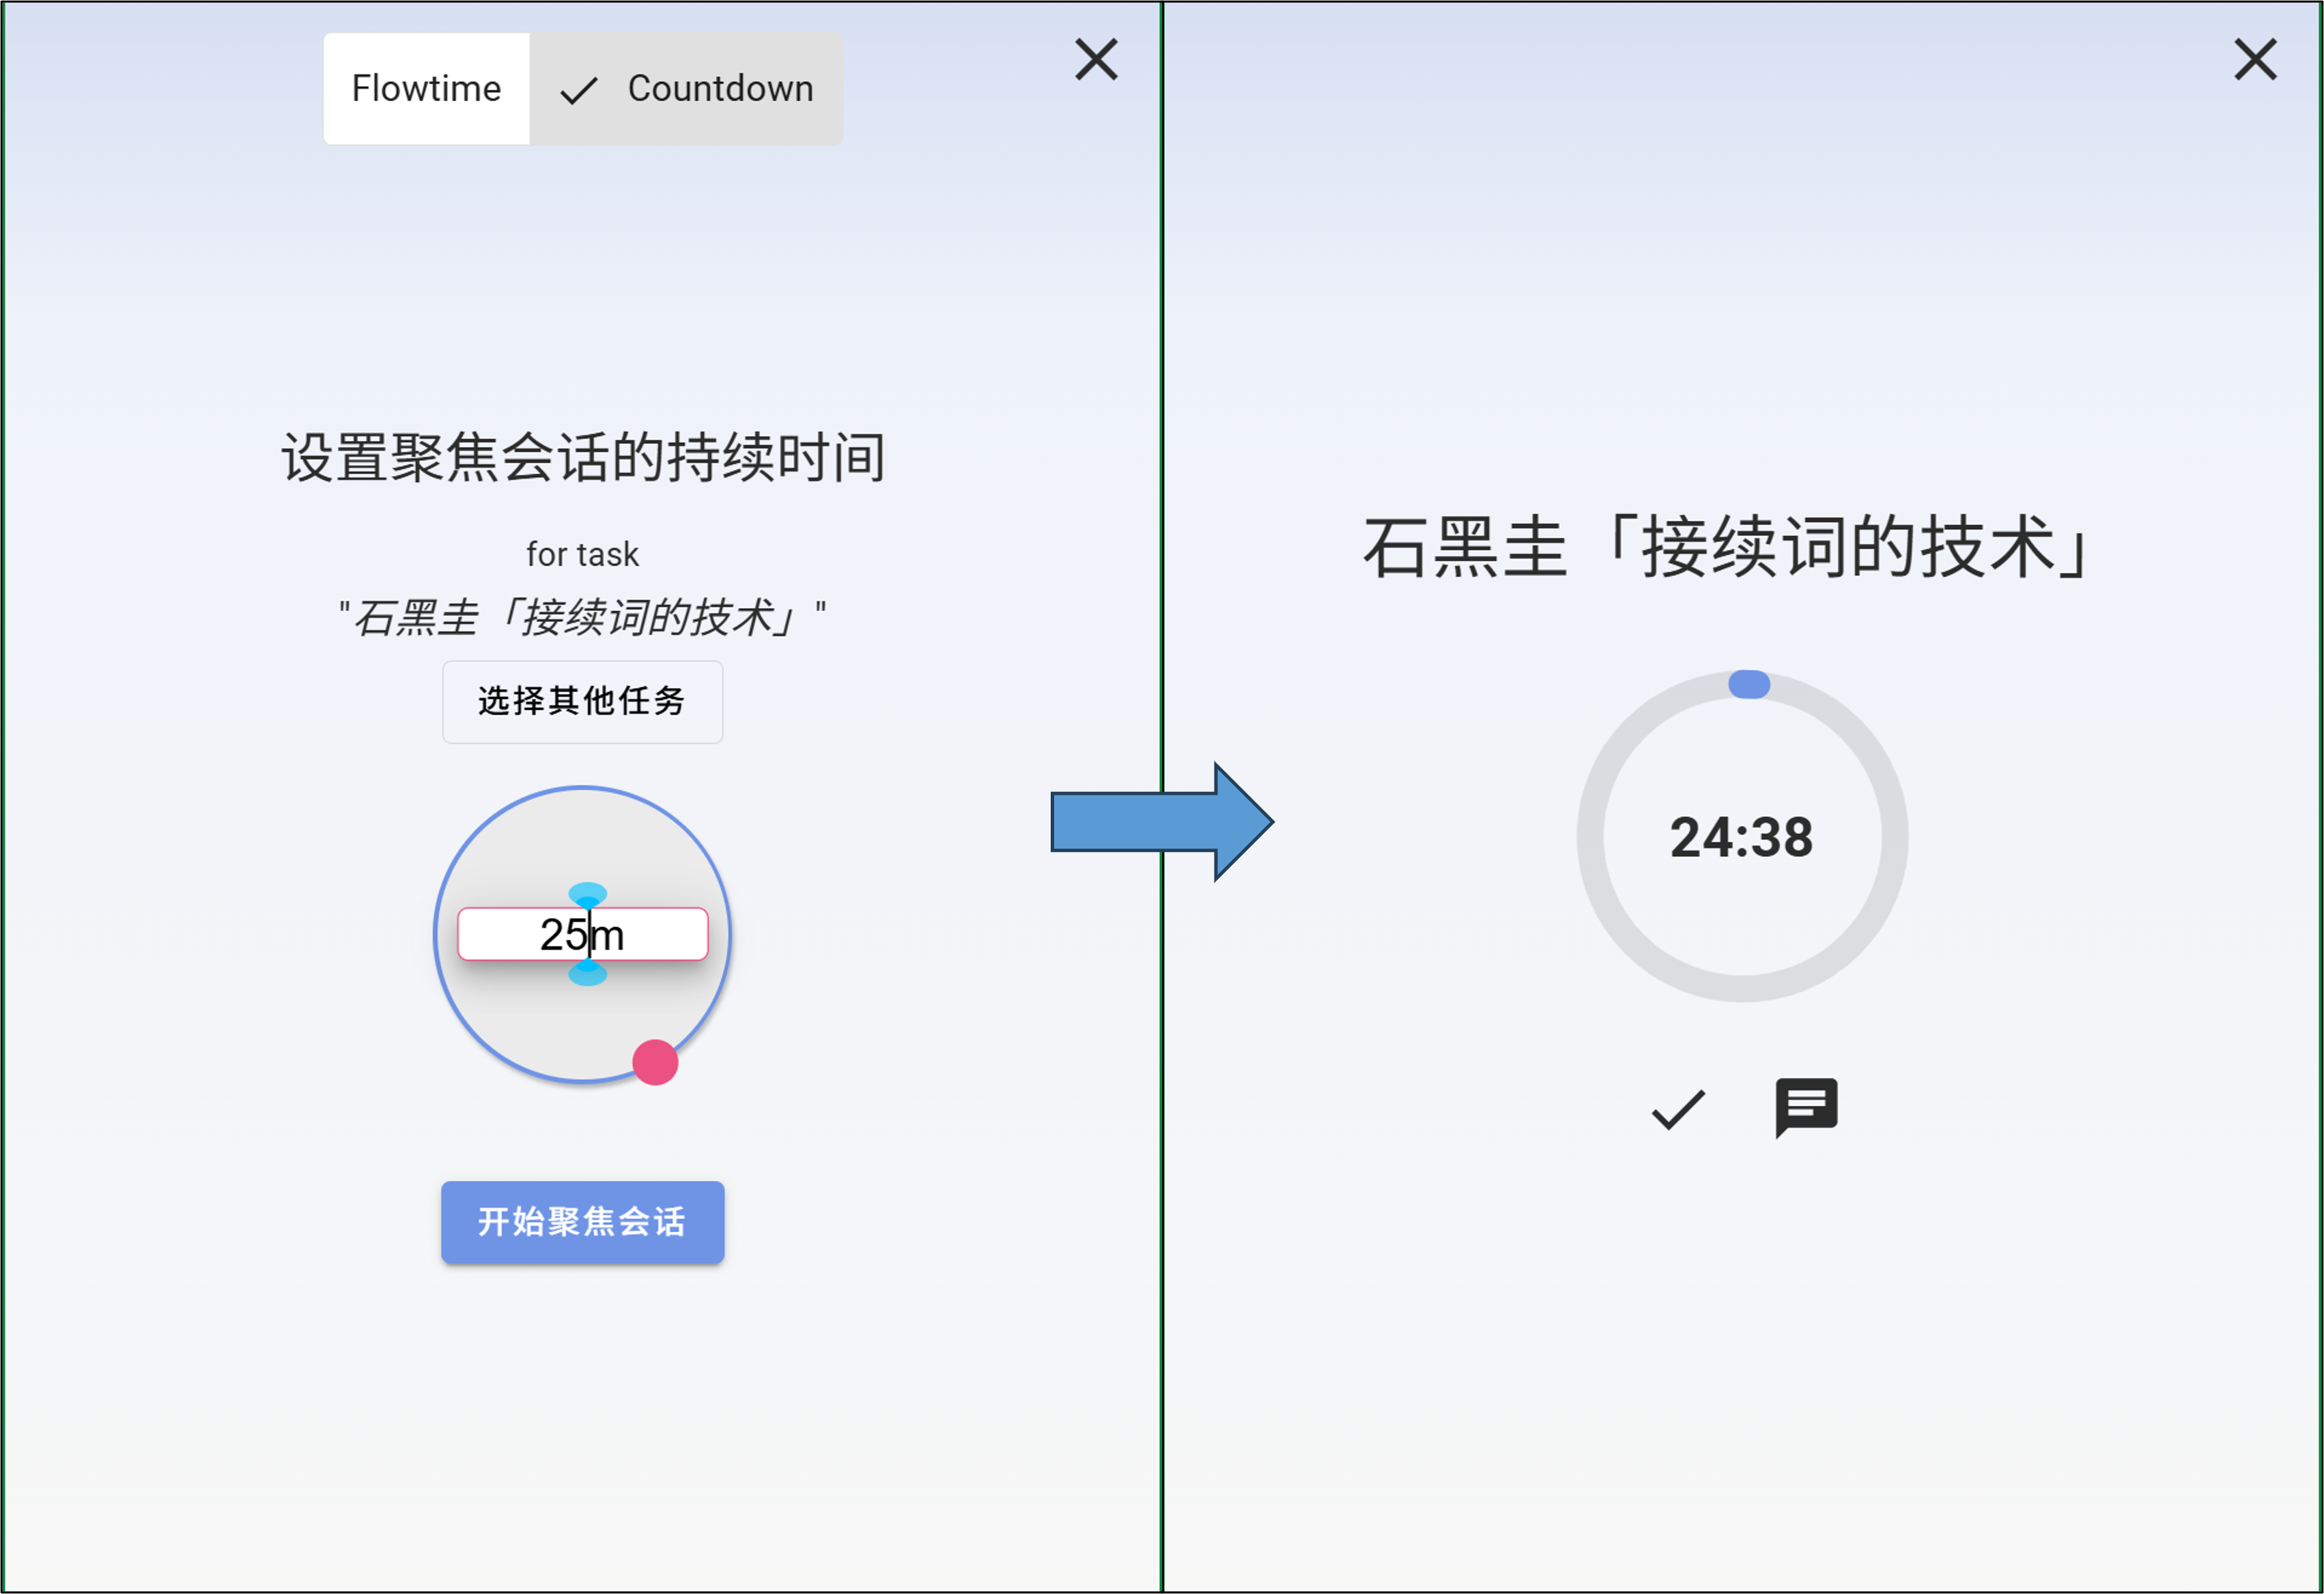 Flowtime
Countdown
设置聚焦会话的持续时间
for task
"石黑圭「接续词的技术」"
选择其他任务
25m
开始聚焦会话
石黑圭「接续词的技术」
24:38